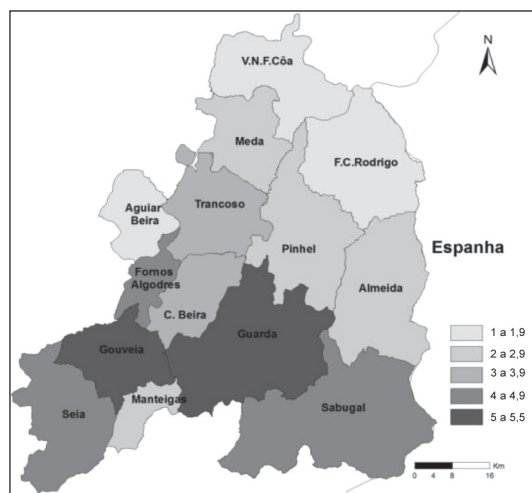 N
V.N.F.Côa
Meda
F.C.Rodrigo
Trancoso
Aguiar
Beira
Pinhel
Espanha
Fornos
Algodres
Almeida
C. Beira
Guarda
Gouveia
Manteigas
Seia
Sabugal
1 a 1,9
2 a 2,9
3 a 3,9
4 a 4,9
5 a 5,5
Km
0 4 8 16